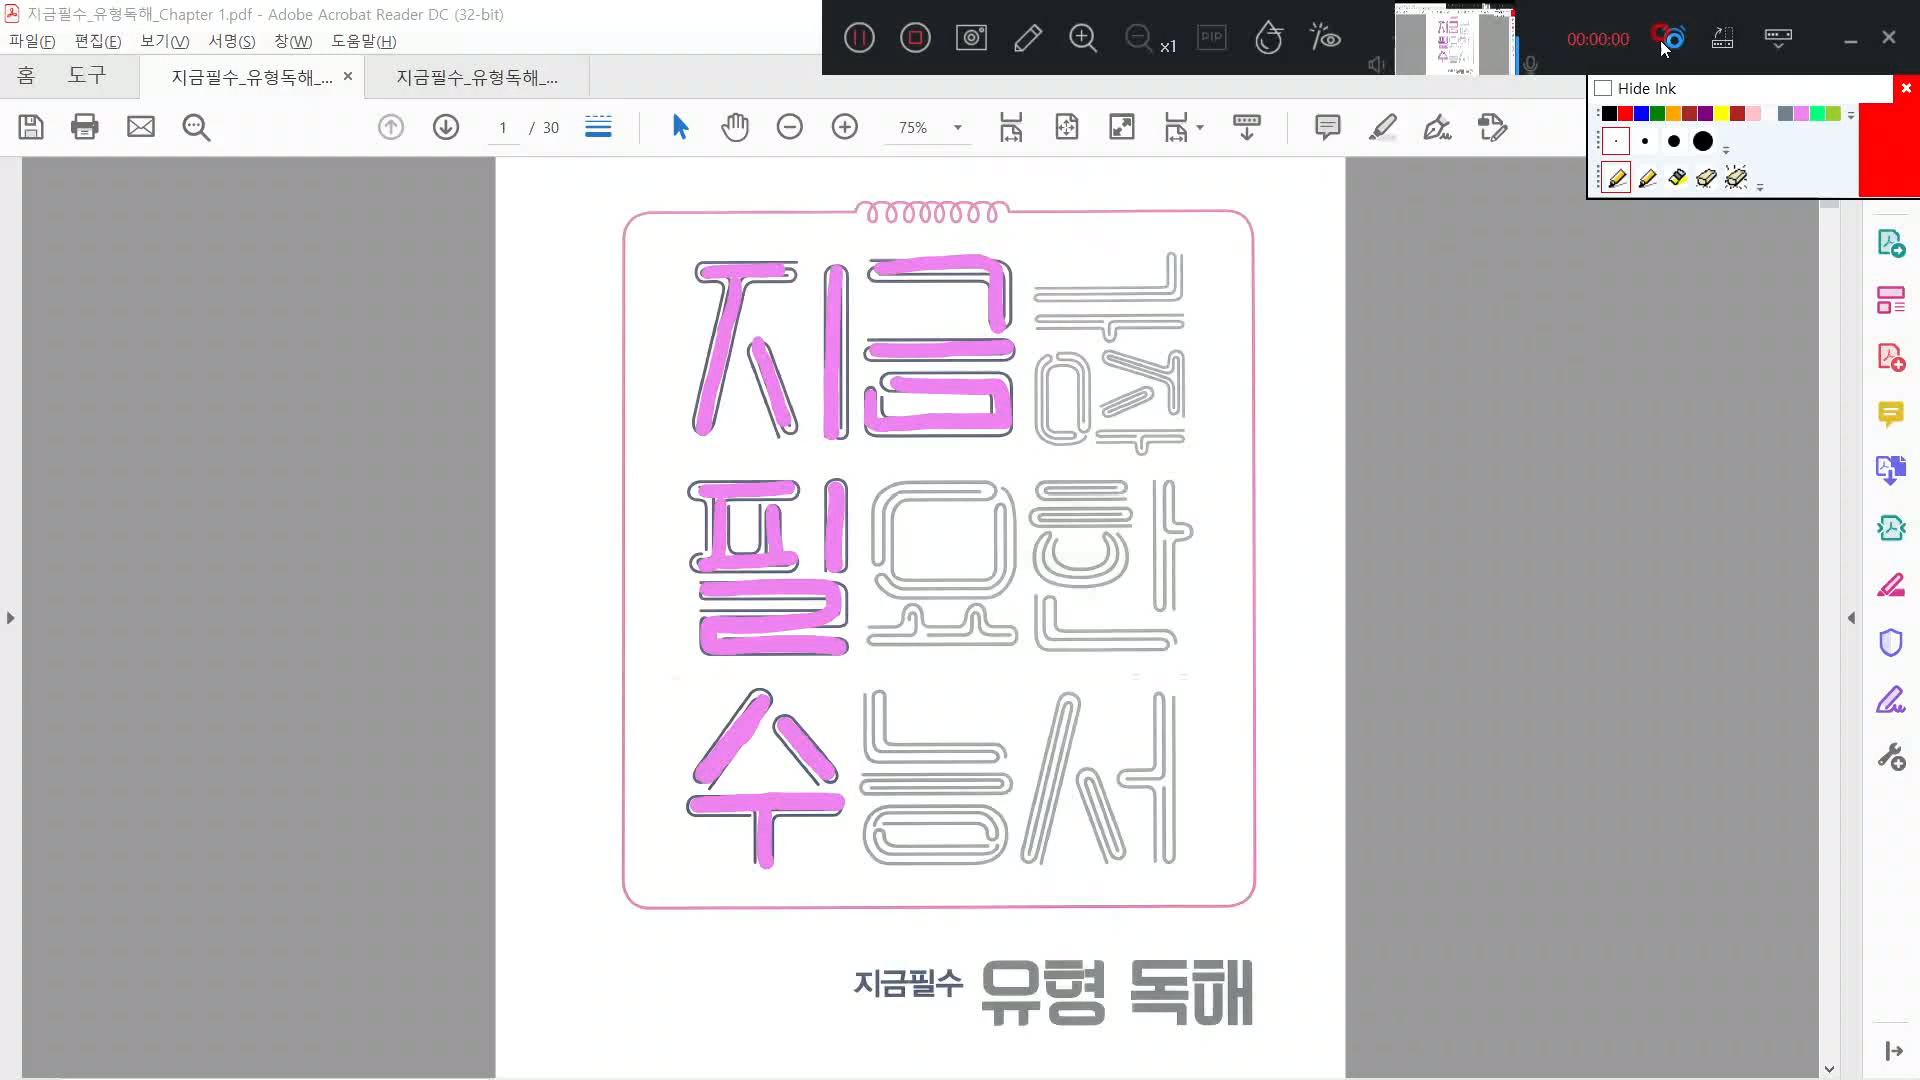 지금필수_유형독해_Chapter 1.pdf - Adobe Acrobat Reader DC (32-bit)
파일(F) 편집(E) 보기(V) 서명(S) 창(W) 도움말(H)
x1
PIP
00:00:00
홈 도구 지금필수_유형독해_... × 지금필수_유형독해_...
Hide Ink
1 / 30 75%
지금 당장
필요한
수능서
지금필수 유형 독해